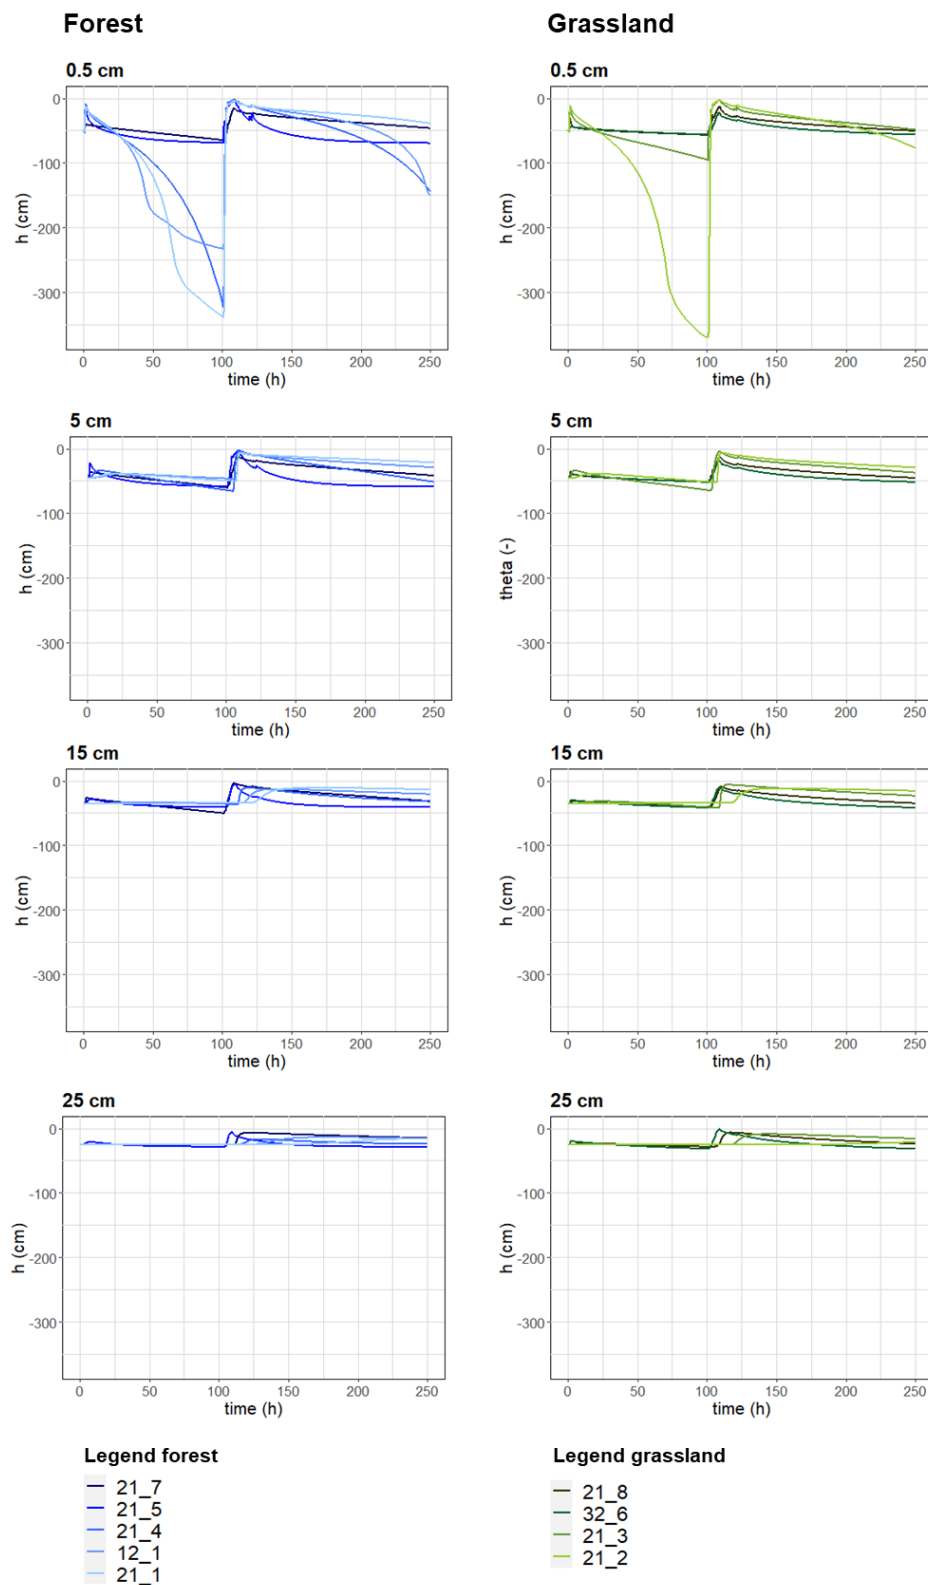 Forest Grassland
0.5 cm 0.5 cm
0
-100
-200
-300
h (cm)
0 50 100 150 200 250
time (h)
0
-100
-200
-300
h (cm)
0 50 100 150 200 250
time (h)
5 cm 5 cm
0
-100
-200
-300
h (cm)
0 50 100 150 200 250
time (h)
0
-100
-200
-300
theta (-)
0 50 100 150 200 250
time (h)
15 cm 15 cm
0
-100
-200
-300
h (cm)
0 50 100 150 200 250
time (h)
0
-100
-200
-300
h (cm)
0 50 100 150 200 250
time (h)
25 cm 25 cm
0
-100
-200
-300
h (cm)
0 50 100 150 200 250
time (h)
0
-100
-200
-300
h (cm)
0 50 100 150 200 250
time (h)
Legend forest
21_7
21_5
21_4
12_1
21_1
Legend grassland
21_8
32_6
21_3
21_2